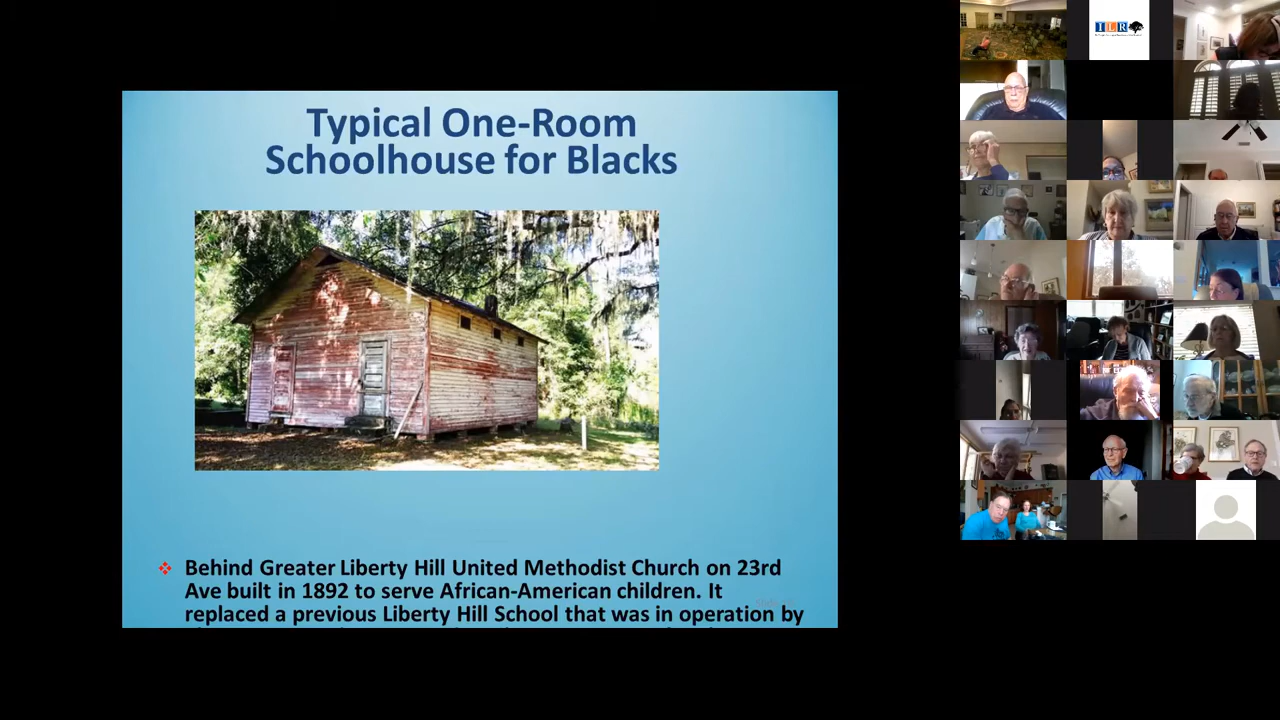 Typical One-Room
Schoolhouse for Blacks
Behind Greater Liberty Hill United Methodist Church on 23rd
Ave built in 1892 to serve African-American children. It
replaced a previous Liberty Hill School that was in operation by
ILR